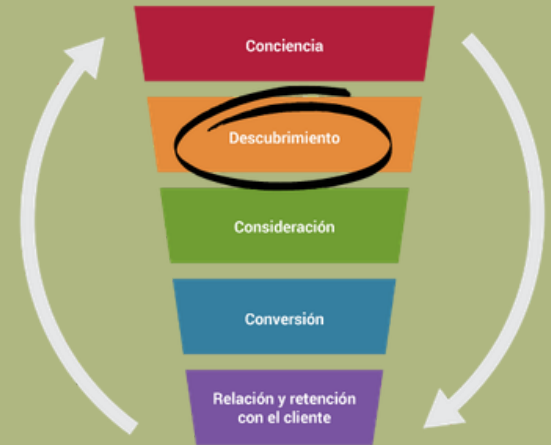 Conciencia
Descubrimiento
Consideración
Conversión
Relación y retención
con el cliente